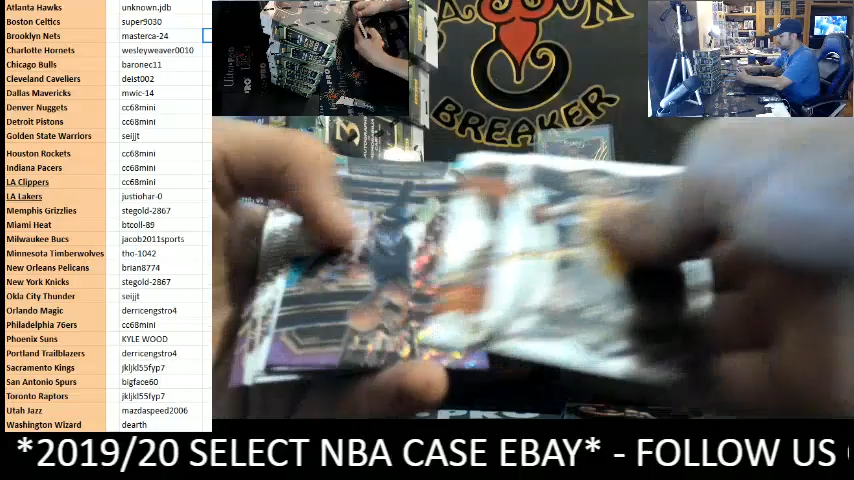 Atlanta Hawks unknown.jdb
Boston Celtics super9030
Brooklyn Nets masterca-24
Charlotte Hornets wesleyweaver0010
Chicago Bulls baronec11
Cleveland Cavaliers deist002
Dallas Mavericks mwic-14
Denver Nuggets cc68mini
Detroit Pistons cc68mini
Golden State Warriors seijjt
Houston Rockets cc68mini
Indiana Pacers cc68mini
LA Clippers cc68mini
LA Lakers justiohar-0
Memphis Grizzlies stegold-2867
Miami Heat btcoll-89
Milwaukee Bucs jacob2011sports
Minnesota Timberwolves tho-1042
New Orleans Pelicans brian8774
New York Knicks stegold-2867
Okla City Thunder seijjt
Orlando Magic derricengstro4
Philadelphia 76ers cc68mini
Phoenix Suns KYLE WOOD
Portland Trailblazers derricengstro4
Sacramento Kings jkljkl55fyp7
San Antonio Spurs bigface60
Toronto Raptors jkljkl55fyp7
Utah Jazz mazdaspeed2006
Washington Wizard dearth
BREAKER
*2019/20 SELECT NBA CASE EBAY* - FOLLOW US